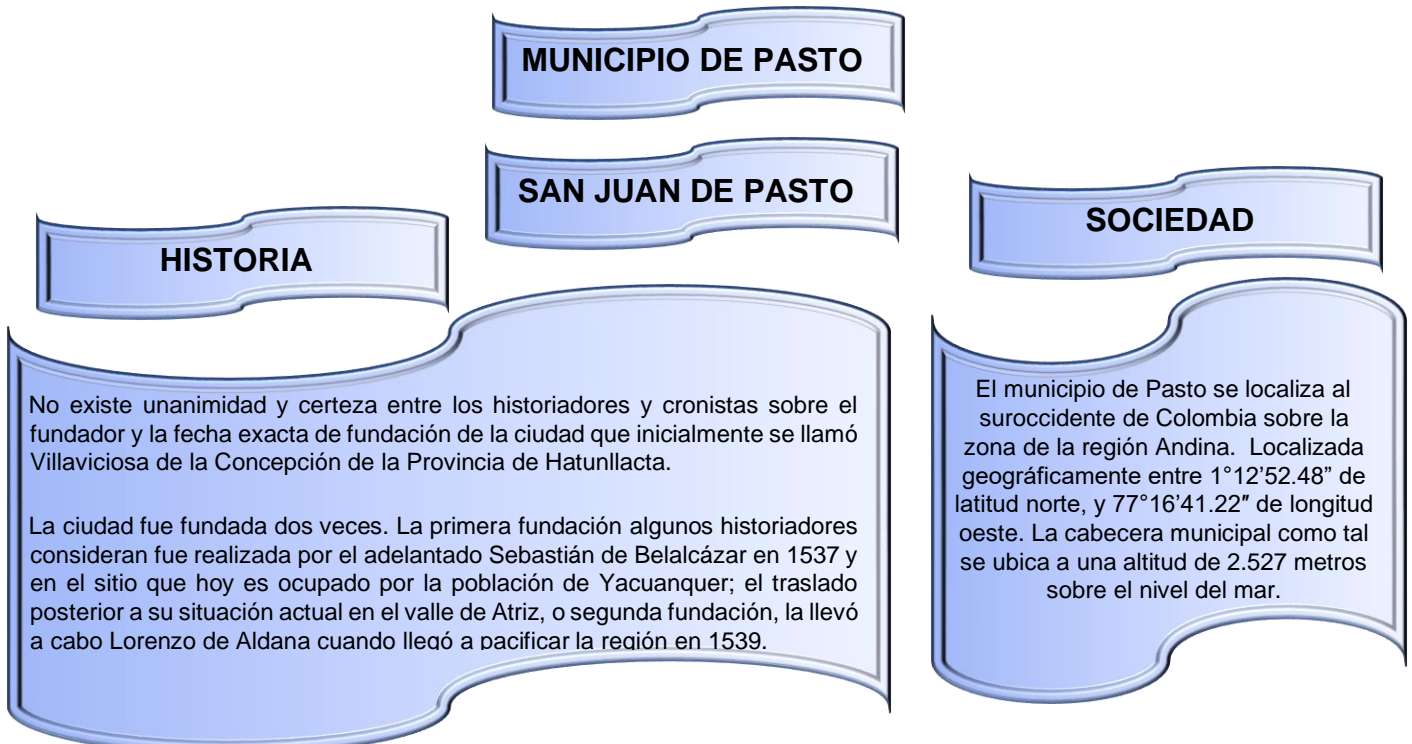 MUNICIPIO DE PASTO
SAN JUAN DE PASTO
HISTORIA
No existe unanimidad y certeza entre los historiadores y cronistas sobre el
fundador y la fecha exacta de fundación de la ciudad que inicialmente se llamó
Villaviciosa de la Concepción de la Provincia de Hatunllacta.
La ciudad fue fundada dos veces. La primera fundación algunos historiadores
consideran fue realizada por el adelantado Sebastián de Belalcázar en 1537 y
en el sitio que hoy es ocupado por la población de Yacuanquer; el traslado
posterior a su situación actual en el valle de Atriz, o segunda fundación, la llevó
a cabo Lorenzo de Aldana cuando llegó a pacificar la región en 1539.
SOCIEDAD
El municipio de Pasto se localiza al
suroccidente de Colombia sobre la
zona de la región Andina. Localizada
geográficamente entre 1°12’52.48” de
latitud norte, y 77°16’41.22″ de longitud
oeste. La cabecera municipal como tal
se ubica a una altitud de 2.527 metros
sobre el nivel del mar.